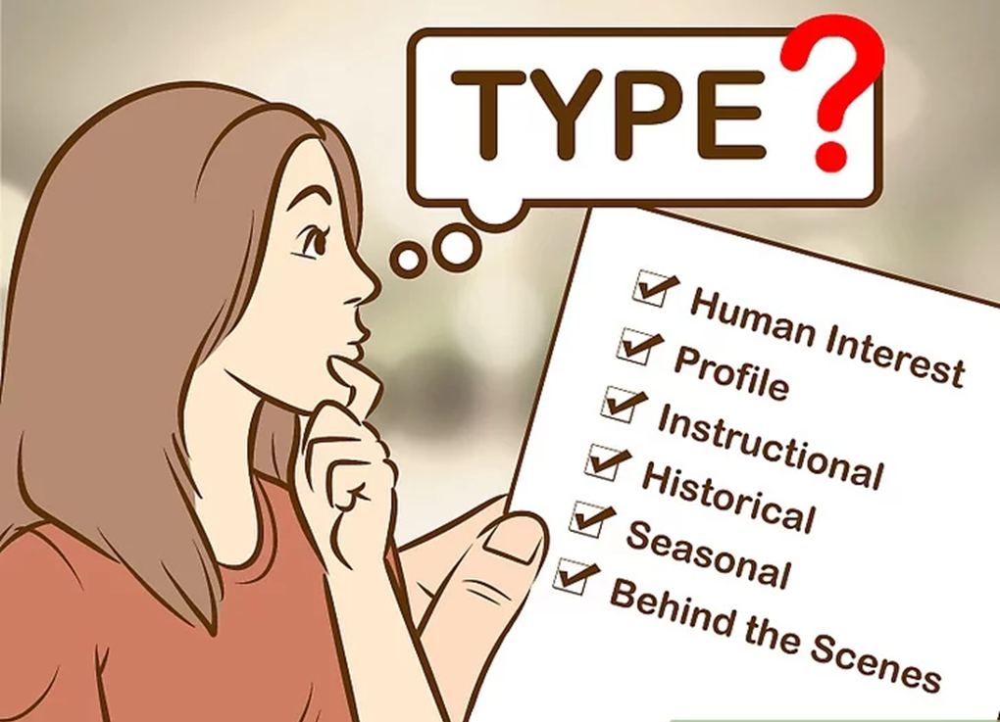 TYPE?
Human Interest
Profile
Instructional
Historical
Seasonal
Behind the Scenes